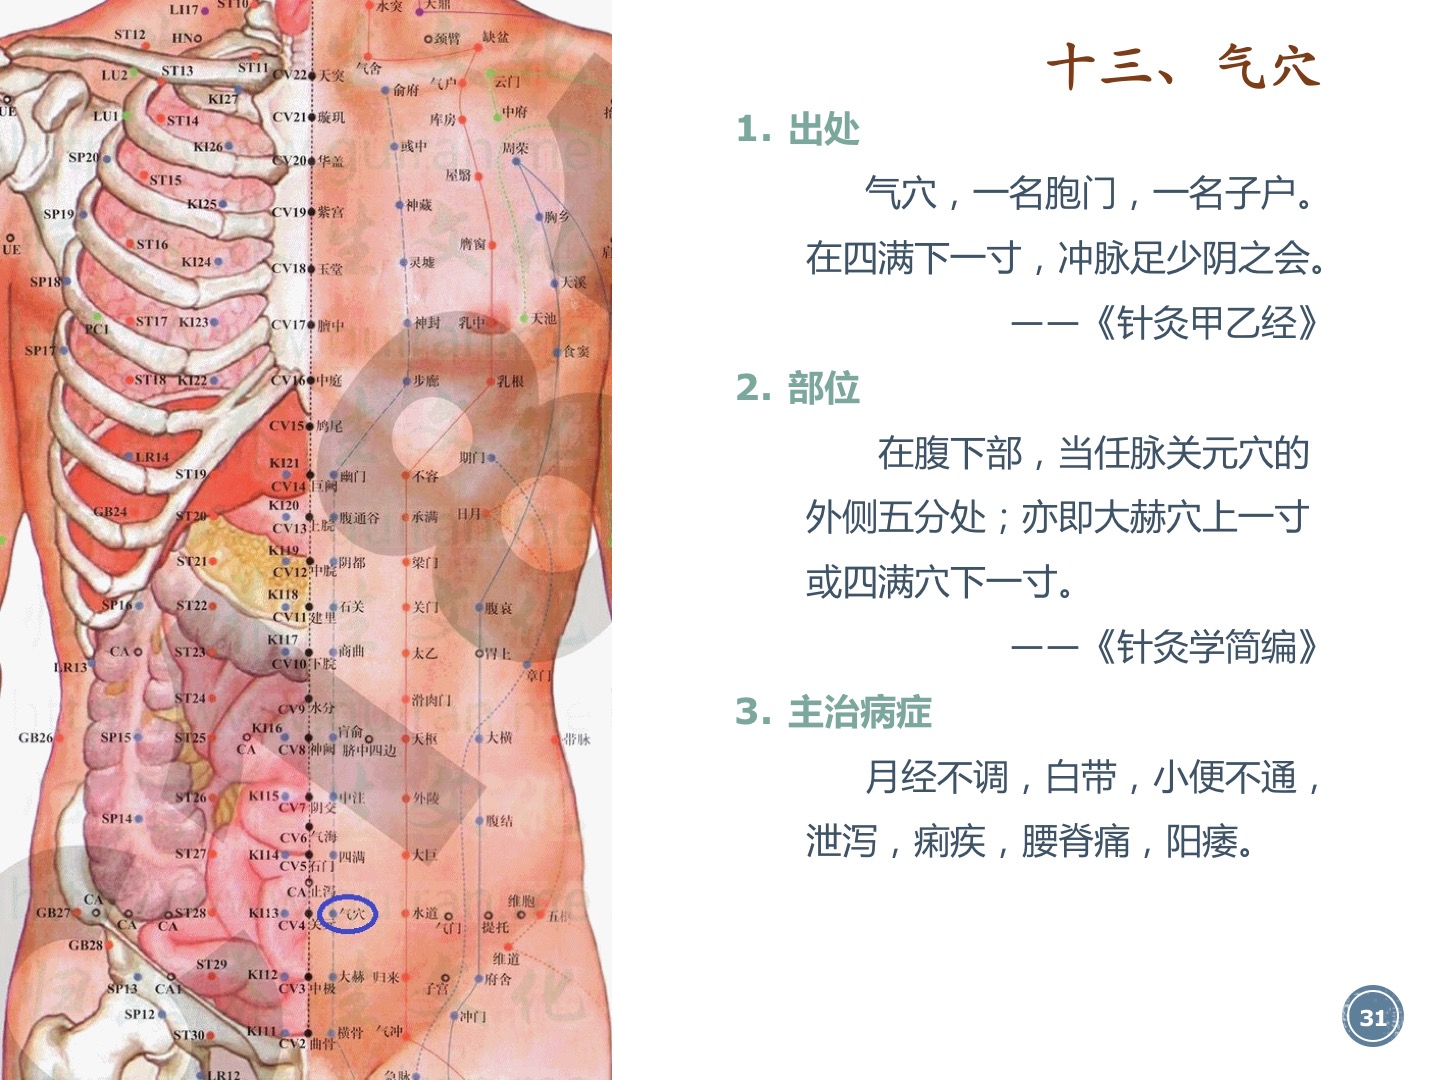 十三、气穴
1. 出处
气穴，一名胞门，一名子户。
在四满下一寸，冲脉足少阴之会。
——《针灸甲乙经》
2. 部位
在腹下部，当任脉关元穴的
外侧五分处；亦即大赫穴上一寸
或四满穴下一寸。
——《针灸学简编》
3. 主治病症
月经不调，白带，小便不通，
泄泻，痢疾，腰脊痛，阳痿。
31
LI17
ST10
水突
ST12
HN
颈臂
缺盆
LU2
ST13
ST11
CV22
天突
气舍
俞府
气户
云门
KI27
UE
LU1
ST14
CV21
璇玑
库房
中府
SP20
KI26
CV20
华盖
彧中
周荣
ST15
屋翳
SP19
KI25
CV19
紫宫
神藏
胸乡
UE
ST16
KI24
CV18
玉堂
灵墟
膺窗
SP18
天溪
PC1
ST17
KI23
CV17
膻中
神封
乳中
天池
SP17
食窦
ST18
KI22
CV16
中庭
步廊
乳根
CV15
鸠尾
LR14
ST19
KI21
CV14
巨阙
幽门
不容
期门
GB24
ST20
KI20
CV13
上脘
腹通谷
承满
日月
ST21
KI19
CV12
中脘
阴都
梁门
SP16
ST22
KI18
CV11
建里
石关
关门
腹哀
LR13
CA
ST23
KI17
CV10
下脘
商曲
太乙
胃上
章门
ST24
CV9
水分
滑肉门
GB26
SP15
ST25
CA
KI16
CV8
神阙
肓俞
脐中四边
天枢
大横
带脉
SP14
ST26
KI15
CV7
阴交
中注
外陵
腹结
CV6
气海
ST27
KI14
CV5
石门
四满
大巨
CA
止泻
GB27
CA
CA
CA
ST28
KI13
CV4
气穴
水道
气门
提托
维胞
GB28
维道
SP13
CA1
ST29
KI12
CV3
中极
大赫
归来
子宫
府舍
SP12
ST30
KI11
CV2
曲骨
横骨
气冲
冲门
LR12
急脉